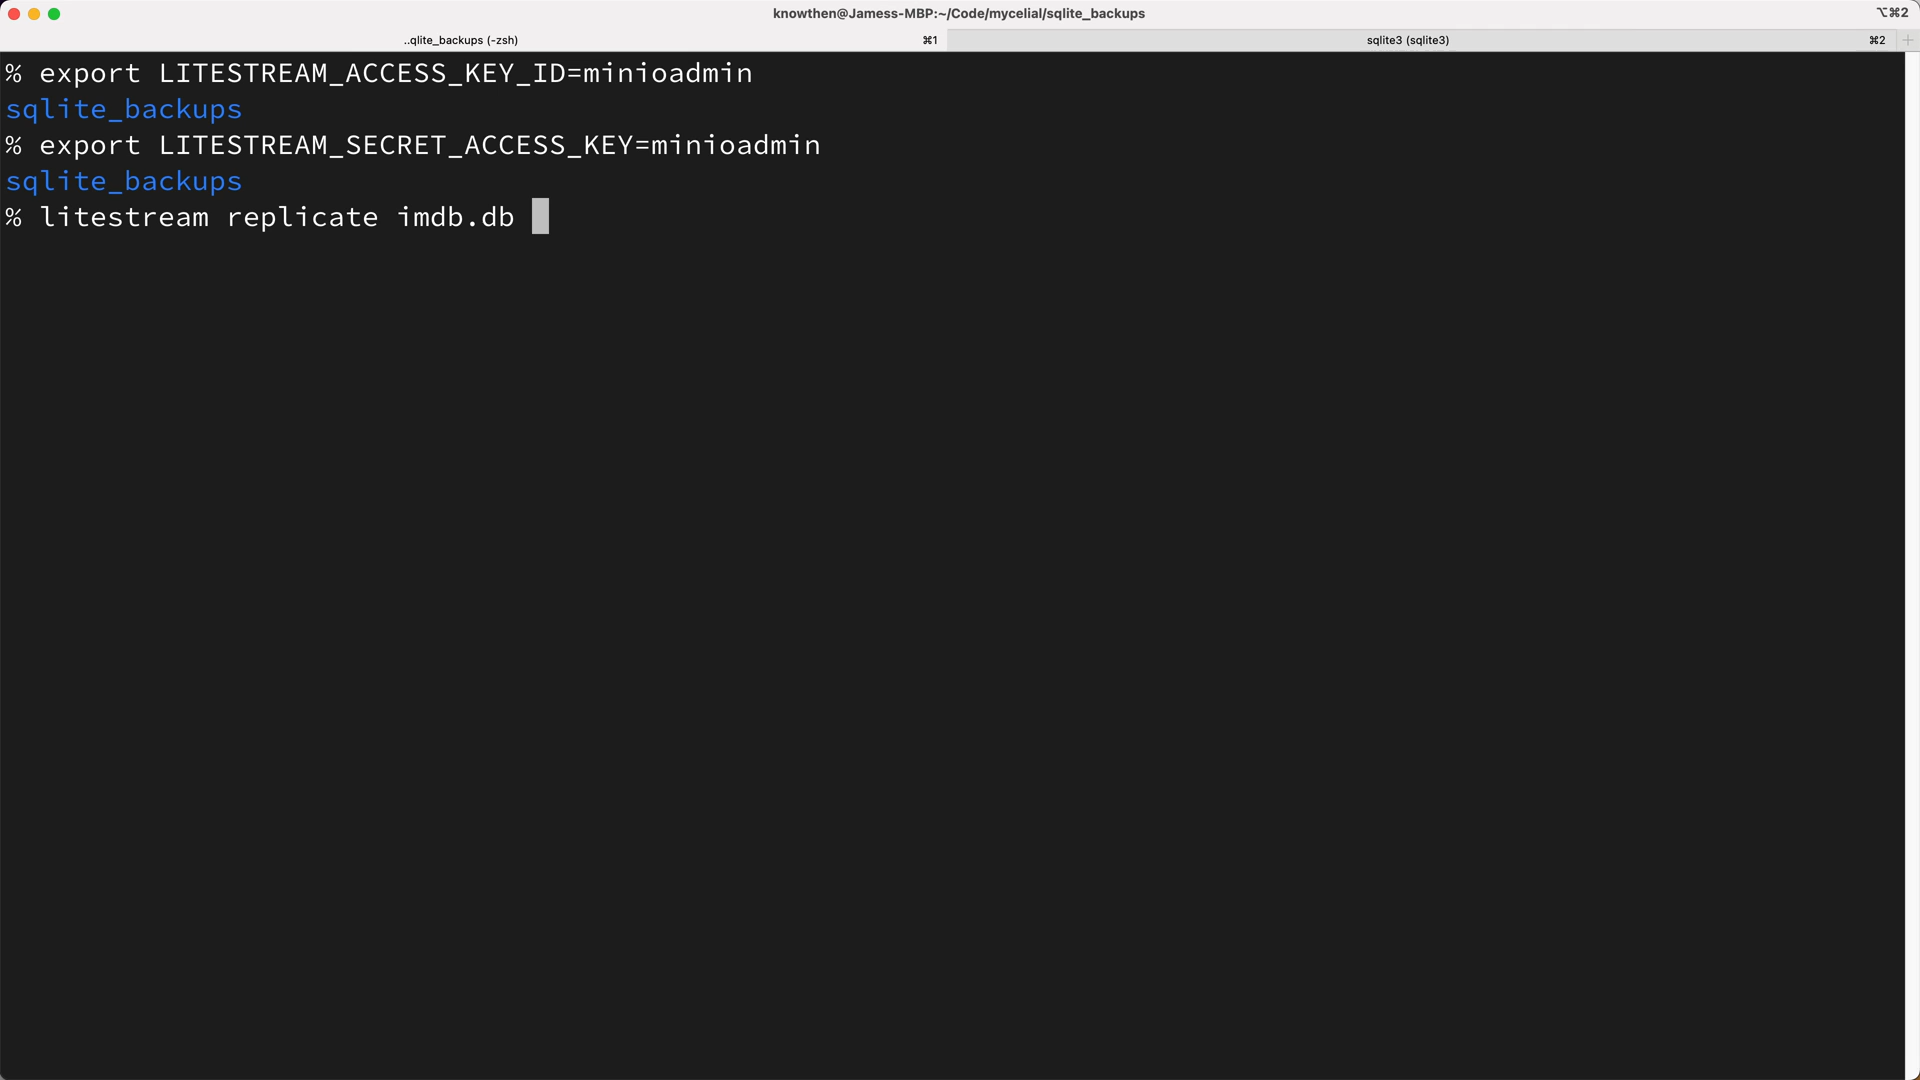 knowthen@Jamess-MBP:~/Code/mycelial/sqlite_backups
⌥⌘2
..qlite_backups (-zsh)
⌘1
sqlite3 (sqlite3)
⌘2
% export LITESTREAM_ACCESS_KEY_ID=minioadmin
sqlite_backups
% export LITESTREAM_SECRET_ACCESS_KEY=minioadmin
sqlite_backups
% litestream replicate imdb.db